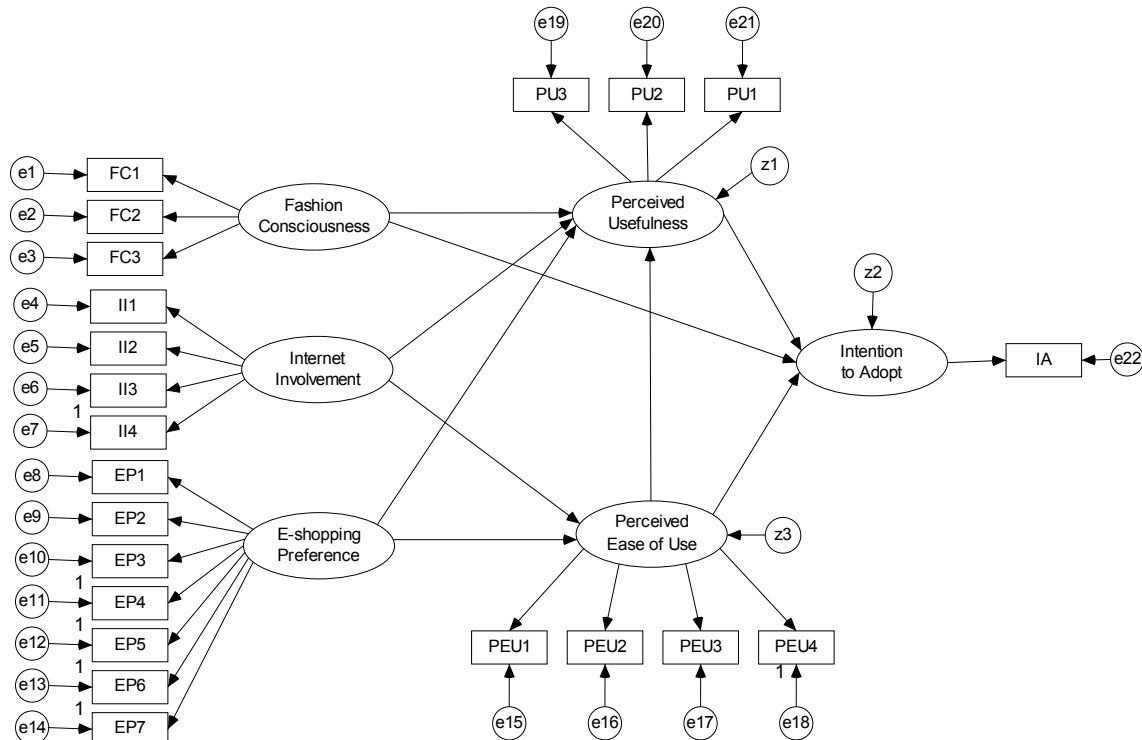 e19
e20
e21
PU3
PU2
PU1
z1
e1
FC1
e2
FC2
e3
FC3
Fashion
Consciousness
Perceived
Usefulness
z2
e4
II1
e5
II2
e6
II3
1
e7
II4
Internet
Involvement
Intention
to Adopt
IA
e22
e8
EP1
e9
EP2
e10
EP3
1
e11
EP4
1
e12
EP5
1
e13
EP6
1
e14
EP7
E-shopping
Preference
Perceived
Ease of Use
z3
PEU1
PEU2
PEU3
PEU4
1
e15
e16
e17
e18